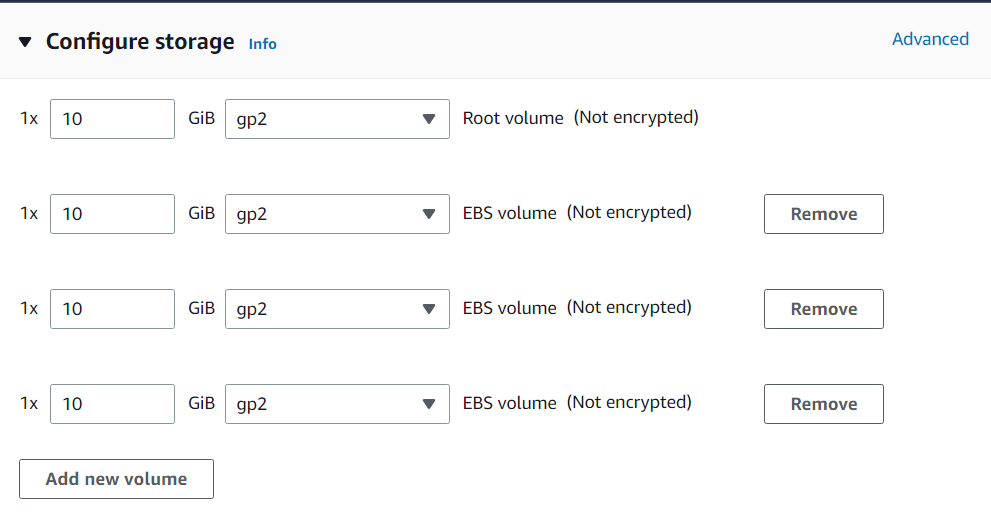 Configure storage Info Advanced
1x 10 GiB gp2 Root volume (Not encrypted)
1x 10 GiB gp2 EBS volume (Not encrypted) Remove
1x 10 GiB gp2 EBS volume (Not encrypted) Remove
1x 10 GiB gp2 EBS volume (Not encrypted) Remove
Add new volume